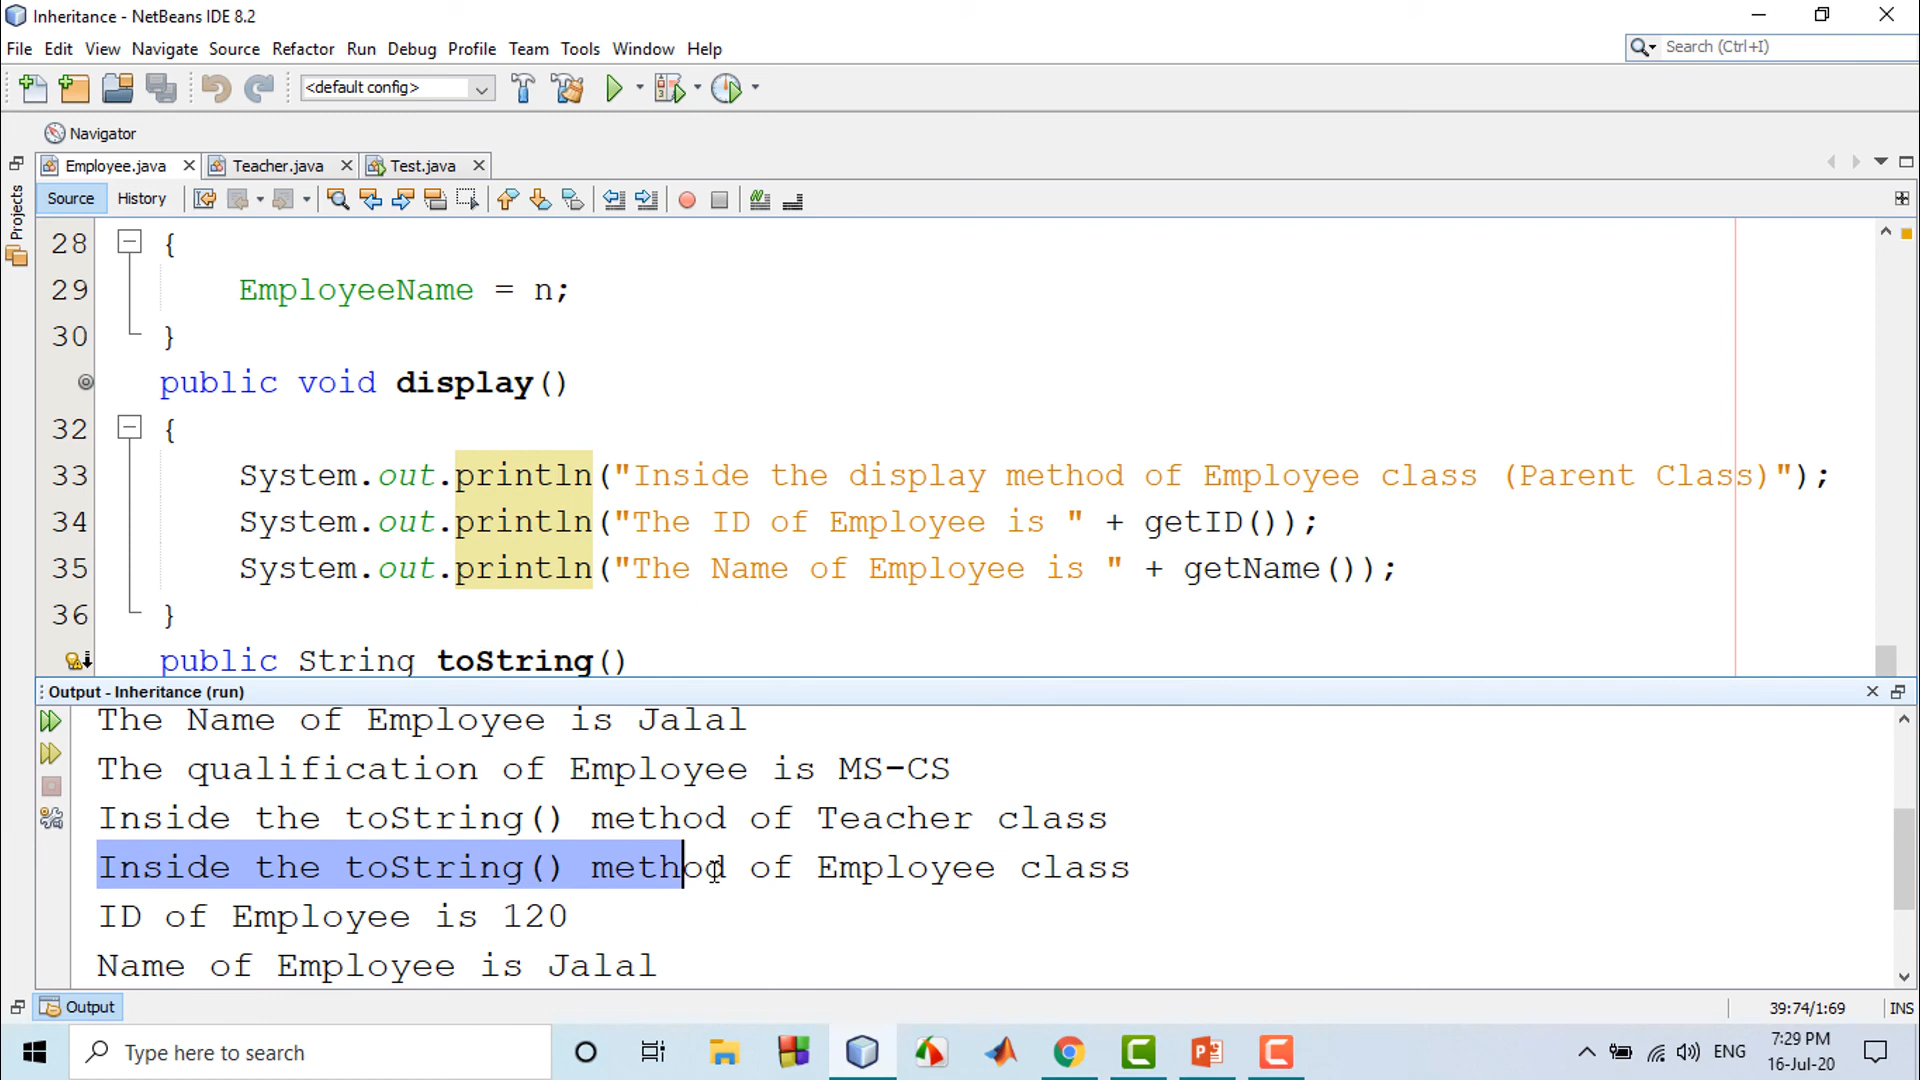 Inheritance - NetBeans IDE 8.2
File Edit View Navigate Source Refactor Run Debug Profile Team Tools Window Help
Search (Ctrl+I)
<default config>
Navigator
Employee.java Teacher.java Test.java
Projects
Source History
28 {
29 EmployeeName = n;
30 }
public void display()
32 {
33 System.out.println("Inside the display method of Employee class (Parent Class)");
34 System.out.println("The ID of Employee is " + getID());
35 System.out.println("The Name of Employee is " + getName());
36 }
public String toString()
Output - Inheritance (run)
The Name of Employee is Jalal
The qualification of Employee is MS-CS
Inside the toString() method of Teacher class
Inside the toString() method of Employee class
ID of Employee is 120
Name of Employee is Jalal
Output
39:74/1:69 INS
Type here to search
ENG
7:29 PM
16-Jul-20